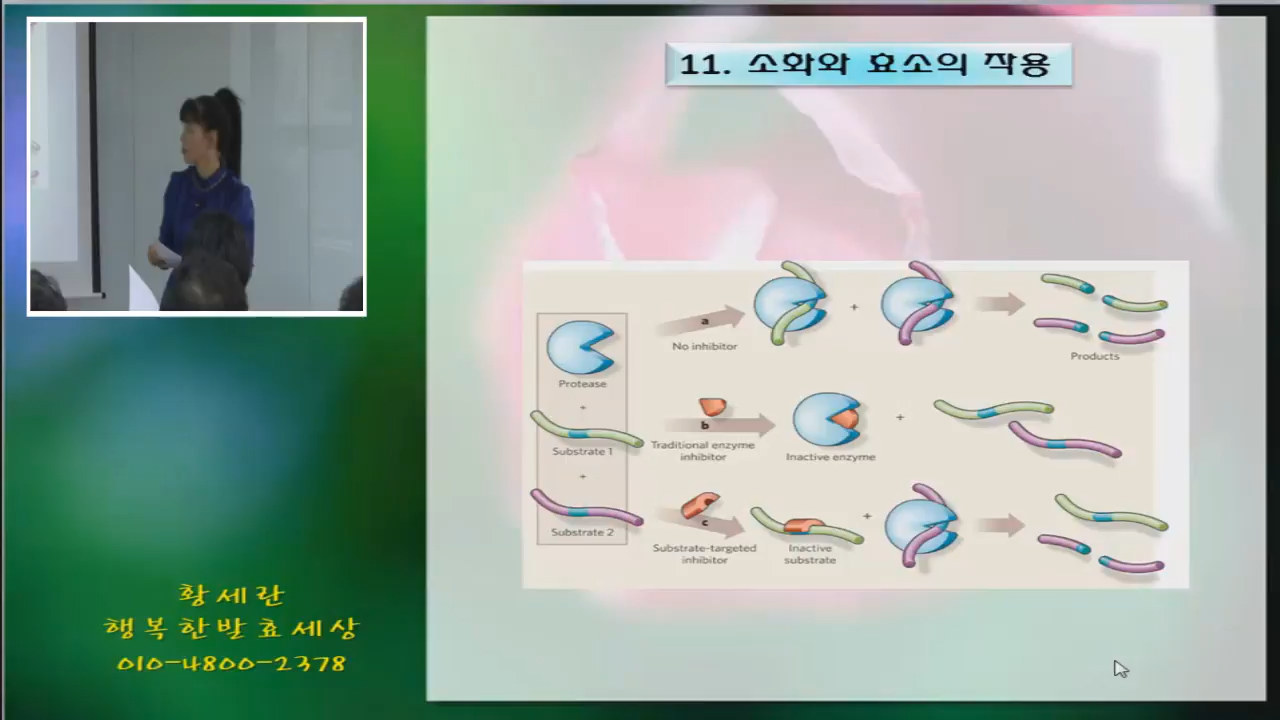 11. 소화와 효소의 작용
a
No inhibitor
+
Products
Protease
+
Substrate 1
+
Substrate 2
b
Traditional enzyme
inhibitor
Inactive enzyme
+
c
Substrate-targeted
inhibitor
Inactive
substrate
+
황세란
행복한발효세상
010-4800-2378